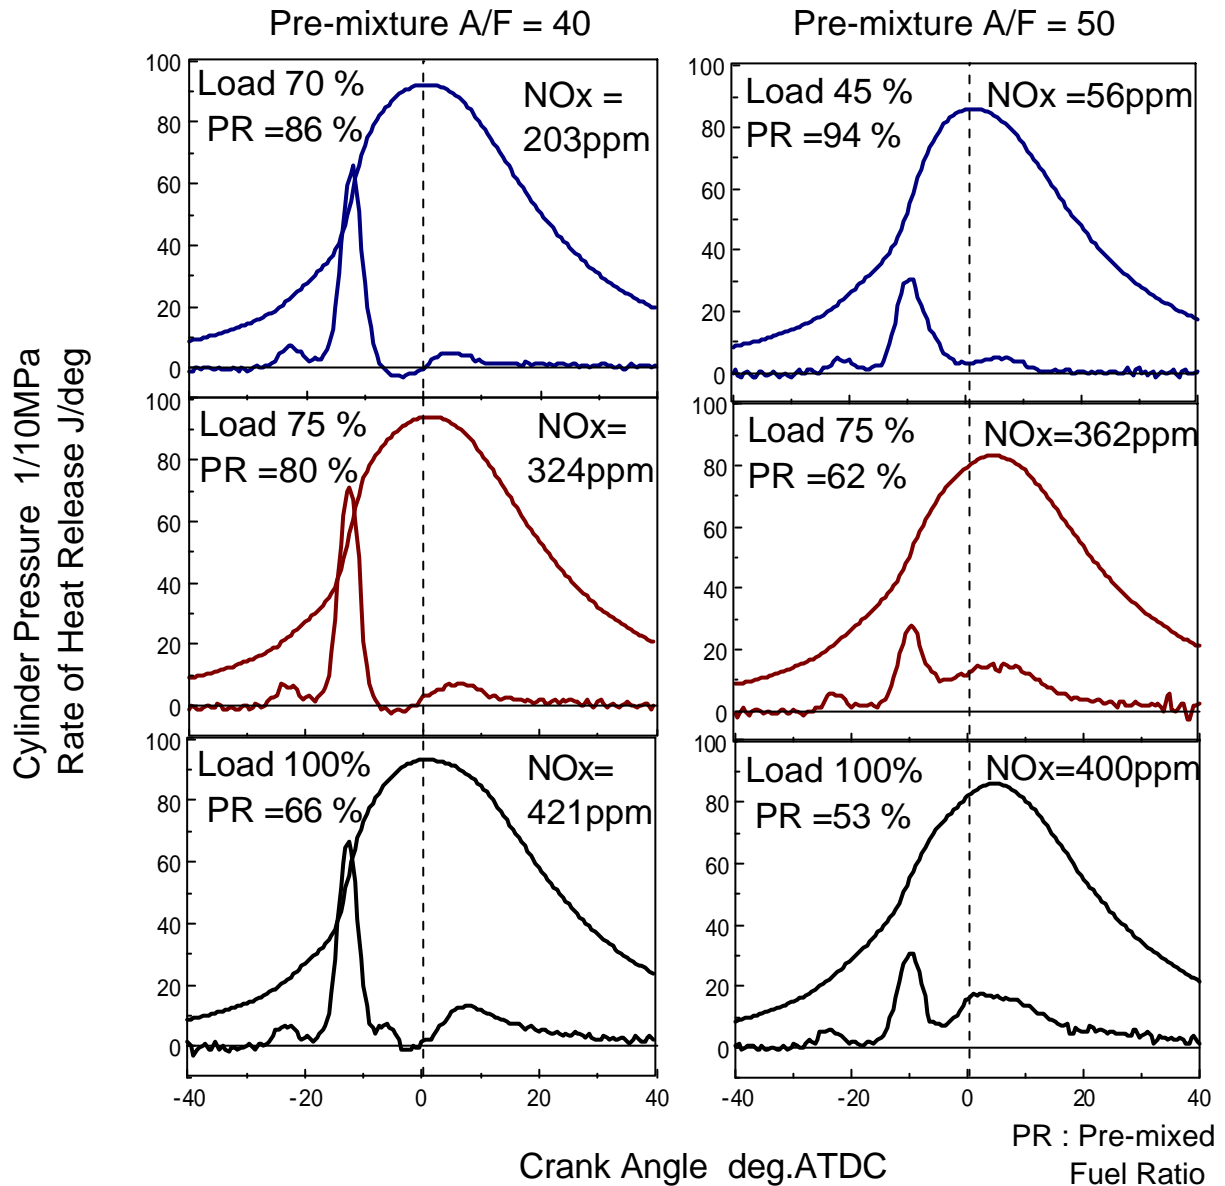 Pre-mixture A/F = 40
Pre-mixture A/F = 50
Cylinder Pressure 1/10MPa
Rate of Heat Release J/deg
100
80
60
40
20
0
Load 70 %
PR =86 %
NOx =
203ppm
100
80
60
40
20
0
Load 45 %
PR =94 %
NOx =56ppm
100
80
60
40
20
0
Load 75 %
PR =80 %
NOx=
324ppm
100
80
60
40
20
0
Load 75 %
PR =62 %
NOx=362ppm
100
80
60
40
20
0
Load 100%
PR =66 %
NOx=
421ppm
100
80
60
40
20
0
Load 100%
PR =53 %
NOx=400ppm
-40 -20 0 20 40
-40 -20 0 20 40
Crank Angle deg.ATDC
PR : Pre-mixed
Fuel Ratio